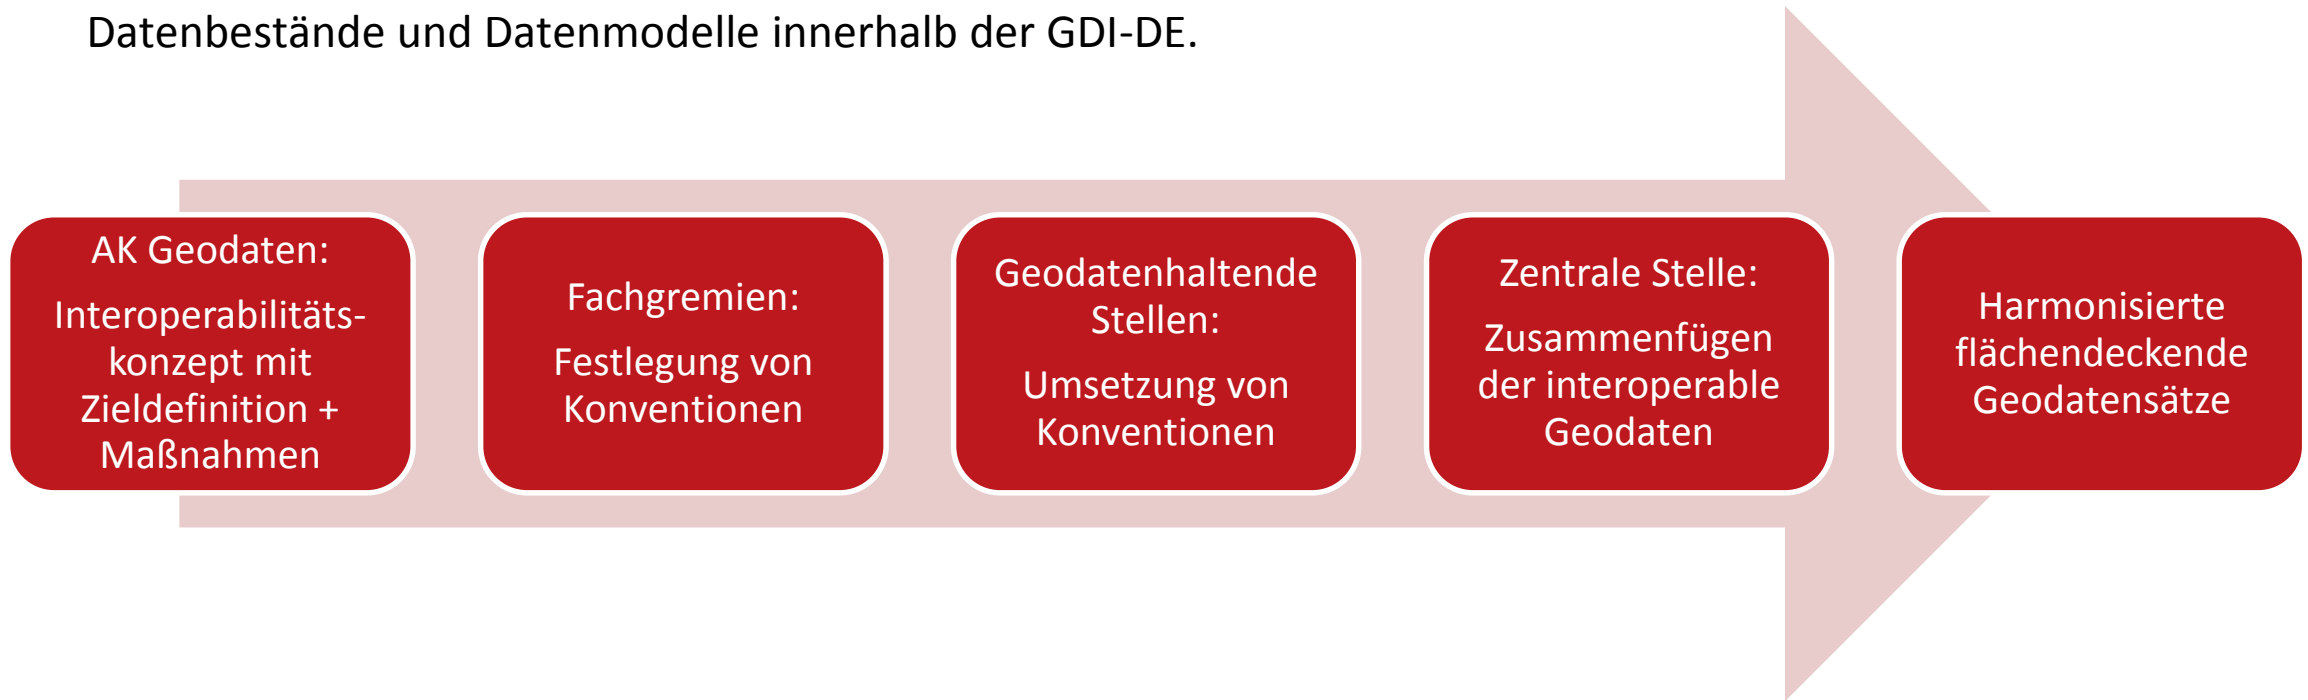 Datenbestände und Datenmodelle innerhalb der GDI-DE.
AK Geodaten:
Interoperabilitäts-
konzept mit
Zieldefinition +
Maßnahmen
Fachgremien:
Festlegung von
Konventionen
Geodatenhaltende
Stellen:
Umsetzung von
Konventionen
Zentrale Stelle:
Zusammenfügen
der interoperable
Geodaten
Harmonisierte
flächendeckende
Geodatensätze